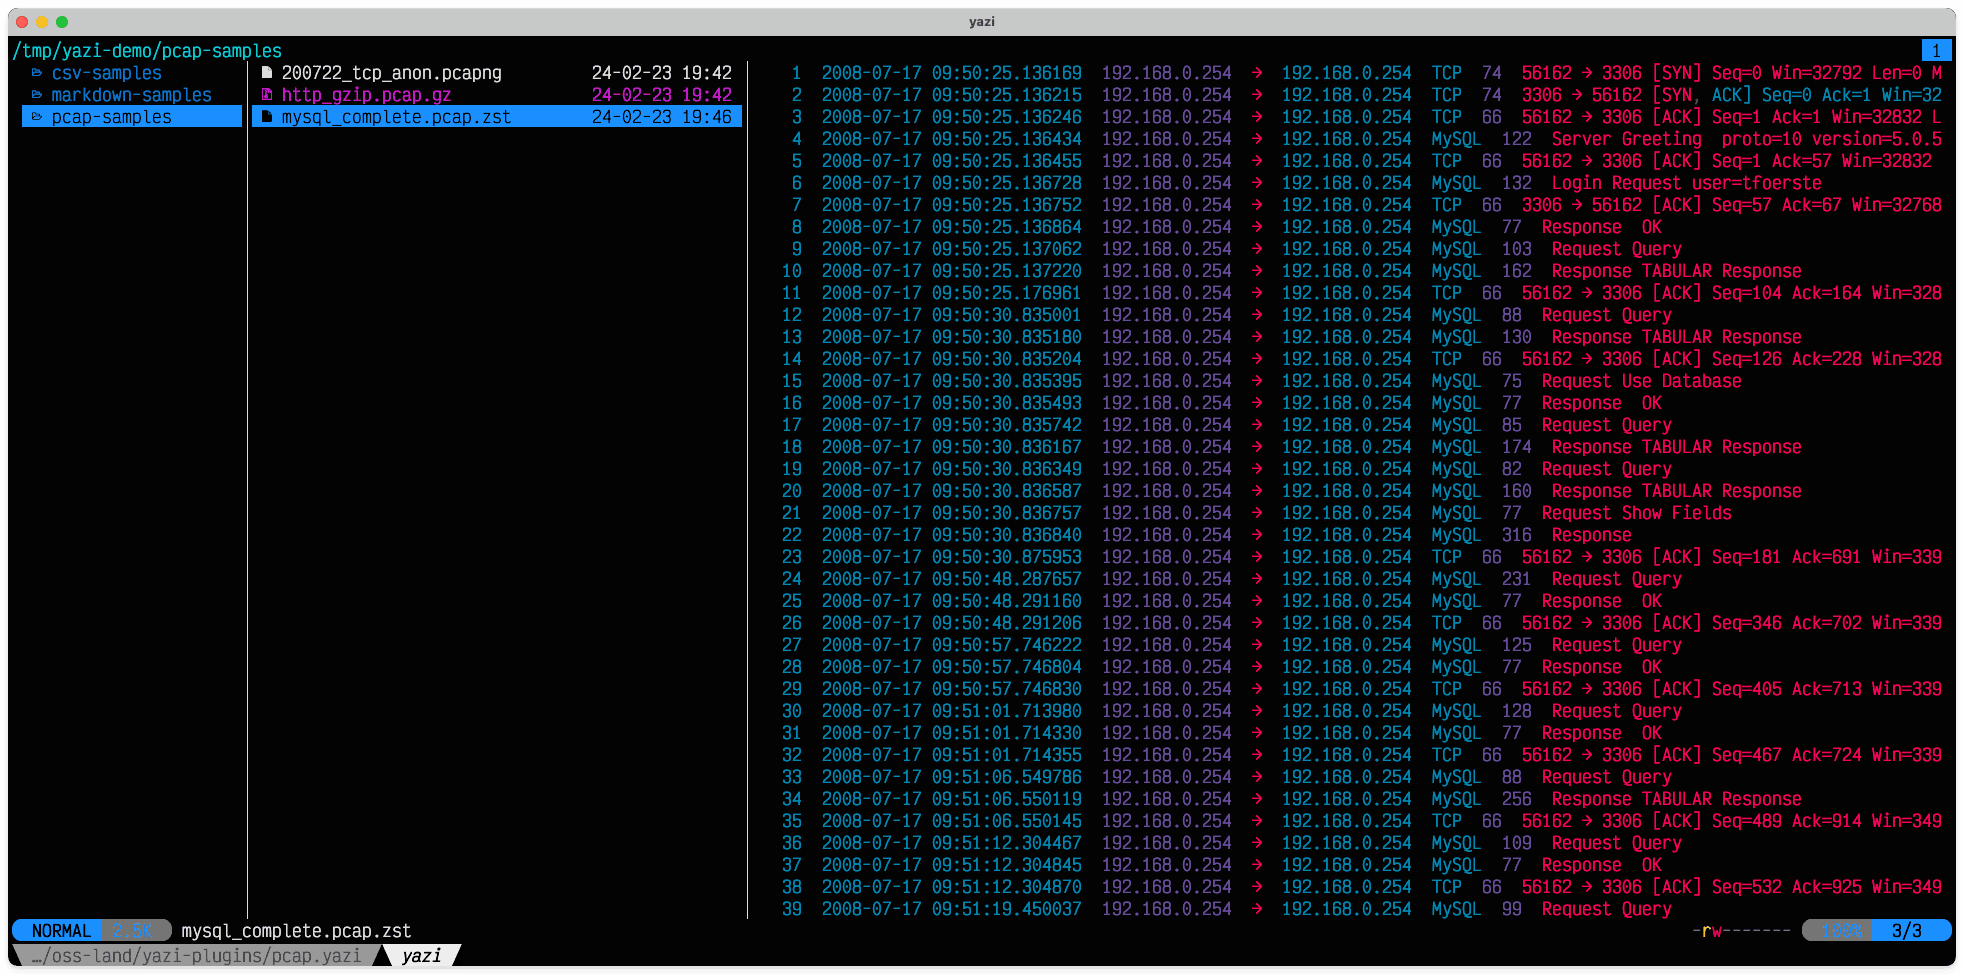 yazi
/tmp/yazi-demo/pcap-samples 1
csv-samples
markdown-samples
pcap-samples
200722_tcp_anon.pcapng 24-02-23 19:42
http_gzip.pcap.gz 24-02-23 19:42
mysql_complete.pcap.zst 24-02-23 19:46
1 2008-07-17 09:50:25.136169 192.168.0.254 → 192.168.0.254 TCP 74 56162 → 3306 [SYN] Seq=0 Win=32792 Len=0 M
2 2008-07-17 09:50:25.136215 192.168.0.254 → 192.168.0.254 TCP 74 3306 → 56162 [SYN, ACK] Seq=0 Ack=1 Win=32
3 2008-07-17 09:50:25.136246 192.168.0.254 → 192.168.0.254 TCP 66 56162 → 3306 [ACK] Seq=1 Ack=1 Win=32832 L
4 2008-07-17 09:50:25.136434 192.168.0.254 → 192.168.0.254 MySQL 122 Server Greeting proto=10 version=5.0.5
5 2008-07-17 09:50:25.136455 192.168.0.254 → 192.168.0.254 TCP 66 56162 → 3306 [ACK] Seq=1 Ack=57 Win=32832
6 2008-07-17 09:50:25.136728 192.168.0.254 → 192.168.0.254 MySQL 132 Login Request user=tfoerste
7 2008-07-17 09:50:25.136752 192.168.0.254 → 192.168.0.254 TCP 66 3306 → 56162 [ACK] Seq=57 Ack=67 Win=32768
8 2008-07-17 09:50:25.136864 192.168.0.254 → 192.168.0.254 MySQL 77 Response OK
9 2008-07-17 09:50:25.137062 192.168.0.254 → 192.168.0.254 MySQL 103 Request Query
10 2008-07-17 09:50:25.137220 192.168.0.254 → 192.168.0.254 MySQL 162 Response TABULAR Response
11 2008-07-17 09:50:25.176961 192.168.0.254 → 192.168.0.254 TCP 66 56162 → 3306 [ACK] Seq=104 Ack=164 Win=328
12 2008-07-17 09:50:30.835001 192.168.0.254 → 192.168.0.254 MySQL 88 Request Query
13 2008-07-17 09:50:30.835180 192.168.0.254 → 192.168.0.254 MySQL 130 Response TABULAR Response
14 2008-07-17 09:50:30.835204 192.168.0.254 → 192.168.0.254 TCP 66 56162 → 3306 [ACK] Seq=126 Ack=228 Win=328
15 2008-07-17 09:50:30.835395 192.168.0.254 → 192.168.0.254 MySQL 75 Request Use Database
16 2008-07-17 09:50:30.835493 192.168.0.254 → 192.168.0.254 MySQL 77 Response OK
17 2008-07-17 09:50:30.835742 192.168.0.254 → 192.168.0.254 MySQL 85 Request Query
18 2008-07-17 09:50:30.836167 192.168.0.254 → 192.168.0.254 MySQL 174 Response TABULAR Response
19 2008-07-17 09:50:30.836349 192.168.0.254 → 192.168.0.254 MySQL 82 Request Query
20 2008-07-17 09:50:30.836587 192.168.0.254 → 192.168.0.254 MySQL 160 Response TABULAR Response
21 2008-07-17 09:50:30.836757 192.168.0.254 → 192.168.0.254 MySQL 77 Request Show Fields
22 2008-07-17 09:50:30.836840 192.168.0.254 → 192.168.0.254 MySQL 316 Response
23 2008-07-17 09:50:30.875953 192.168.0.254 → 192.168.0.254 TCP 66 56162 → 3306 [ACK] Seq=181 Ack=691 Win=339
24 2008-07-17 09:50:48.287657 192.168.0.254 → 192.168.0.254 MySQL 231 Request Query
25 2008-07-17 09:50:48.291160 192.168.0.254 → 192.168.0.254 MySQL 77 Response OK
26 2008-07-17 09:50:48.291206 192.168.0.254 → 192.168.0.254 TCP 66 56162 → 3306 [ACK] Seq=346 Ack=702 Win=339
27 2008-07-17 09:50:57.746222 192.168.0.254 → 192.168.0.254 MySQL 125 Request Query
28 2008-07-17 09:50:57.746804 192.168.0.254 → 192.168.0.254 MySQL 77 Response OK
29 2008-07-17 09:50:57.746830 192.168.0.254 → 192.168.0.254 TCP 66 56162 → 3306 [ACK] Seq=405 Ack=713 Win=339
30 2008-07-17 09:51:01.713980 192.168.0.254 → 192.168.0.254 MySQL 128 Request Query
31 2008-07-17 09:51:01.714330 192.168.0.254 → 192.168.0.254 MySQL 77 Response OK
32 2008-07-17 09:51:01.714355 192.168.0.254 → 192.168.0.254 TCP 66 56162 → 3306 [ACK] Seq=467 Ack=724 Win=339
33 2008-07-17 09:51:06.549786 192.168.0.254 → 192.168.0.254 MySQL 88 Request Query
34 2008-07-17 09:51:06.550119 192.168.0.254 → 192.168.0.254 MySQL 256 Response TABULAR Response
35 2008-07-17 09:51:06.550145 192.168.0.254 → 192.168.0.254 TCP 66 56162 → 3306 [ACK] Seq=489 Ack=914 Win=349
36 2008-07-17 09:51:12.304467 192.168.0.254 → 192.168.0.254 MySQL 109 Request Query
37 2008-07-17 09:51:12.304845 192.168.0.254 → 192.168.0.254 MySQL 77 Response OK
38 2008-07-17 09:51:12.304870 192.168.0.254 → 192.168.0.254 TCP 66 56162 → 3306 [ACK] Seq=532 Ack=925 Win=349
39 2008-07-17 09:51:19.450037 192.168.0.254 → 192.168.0.254 MySQL 99 Request Query
NORMAL 2.5K mysql_complete.pcap.zst -rw------- 100% 3/3
…/oss-land/yazi-plugins/pcap.yazi yazi